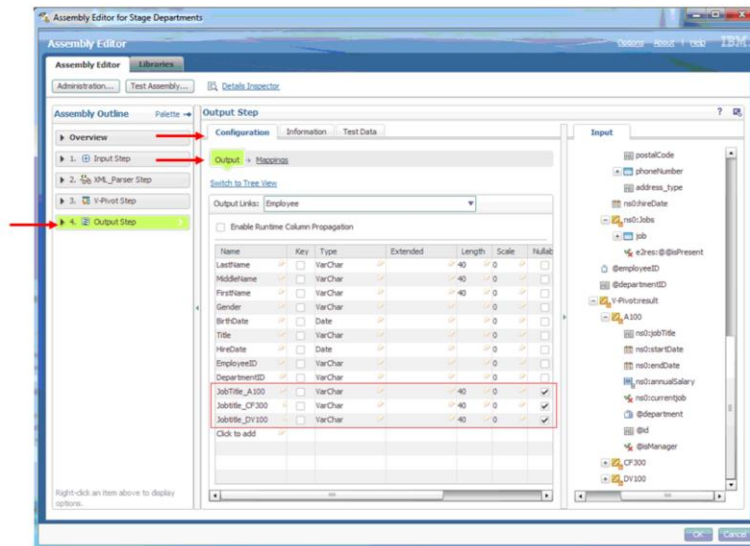 Assembly Editor for Stage Departments
Assembly Editor
Options About | Help IBM
Assembly Editor Libraries
Administration... Test Assembly... Details Inspector
Assembly Outline Palette
Overview
1. Input Step
2. XML_Parser Step
3. V-Pivot Step
4. Output Step
Right-click an item above to display options.
Output Step ?
Configuration Information Test Data
Output Mappings
Switch to Tree View
Output Links: Employee
Enable Runtime Column Propagation
Name Key Type Extended Length Scale Nullab
LastName VarChar 40 0
MiddleName VarChar 40 0
FirstName VarChar 40 0
Gender VarChar 0
BirthDate Date 0
Title VarChar 0
HireDate Date 0
EmployeeID VarChar 0
DepartmentID VarChar 0
JobTitle_A100 VarChar 40 0
Jobtitle_CF300 VarChar 40 0
Jobtitle_DV100 VarChar 40 0
Click to add
Input
postalCode
phoneNumber
address_type
ns0:hireDate
ns0:Jobs
job
e2res:@@isPresent
@employeeID
@departmentID
V-Pivot:result
A100
ns0:jobTitle
ns0:startDate
ns0:endDate
ns0:annualSalary
ns0:currentjob
@department
@id
@isManager
CF300
DV100
OK Cancel